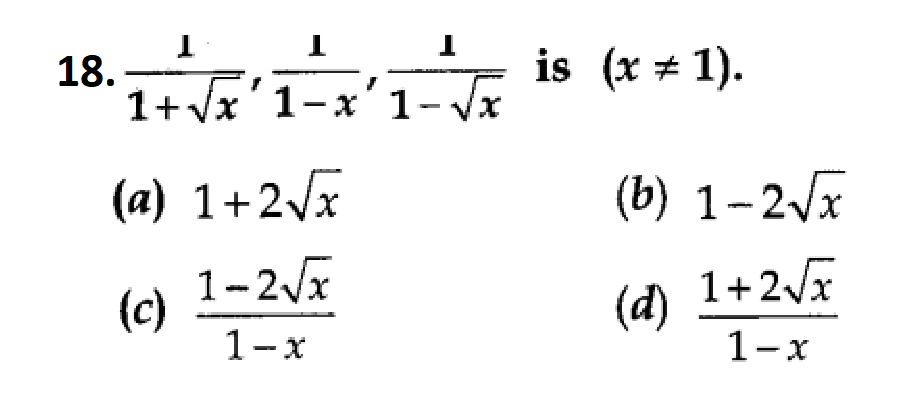 18. 1/(1+√x), 1/(1−x), 1/(1−√x) is (x ≠ 1).
(a) 1+2√x (b) 1−2√x
(c) (1−2√x)/(1−x) (d) (1+2√x)/(1−x)